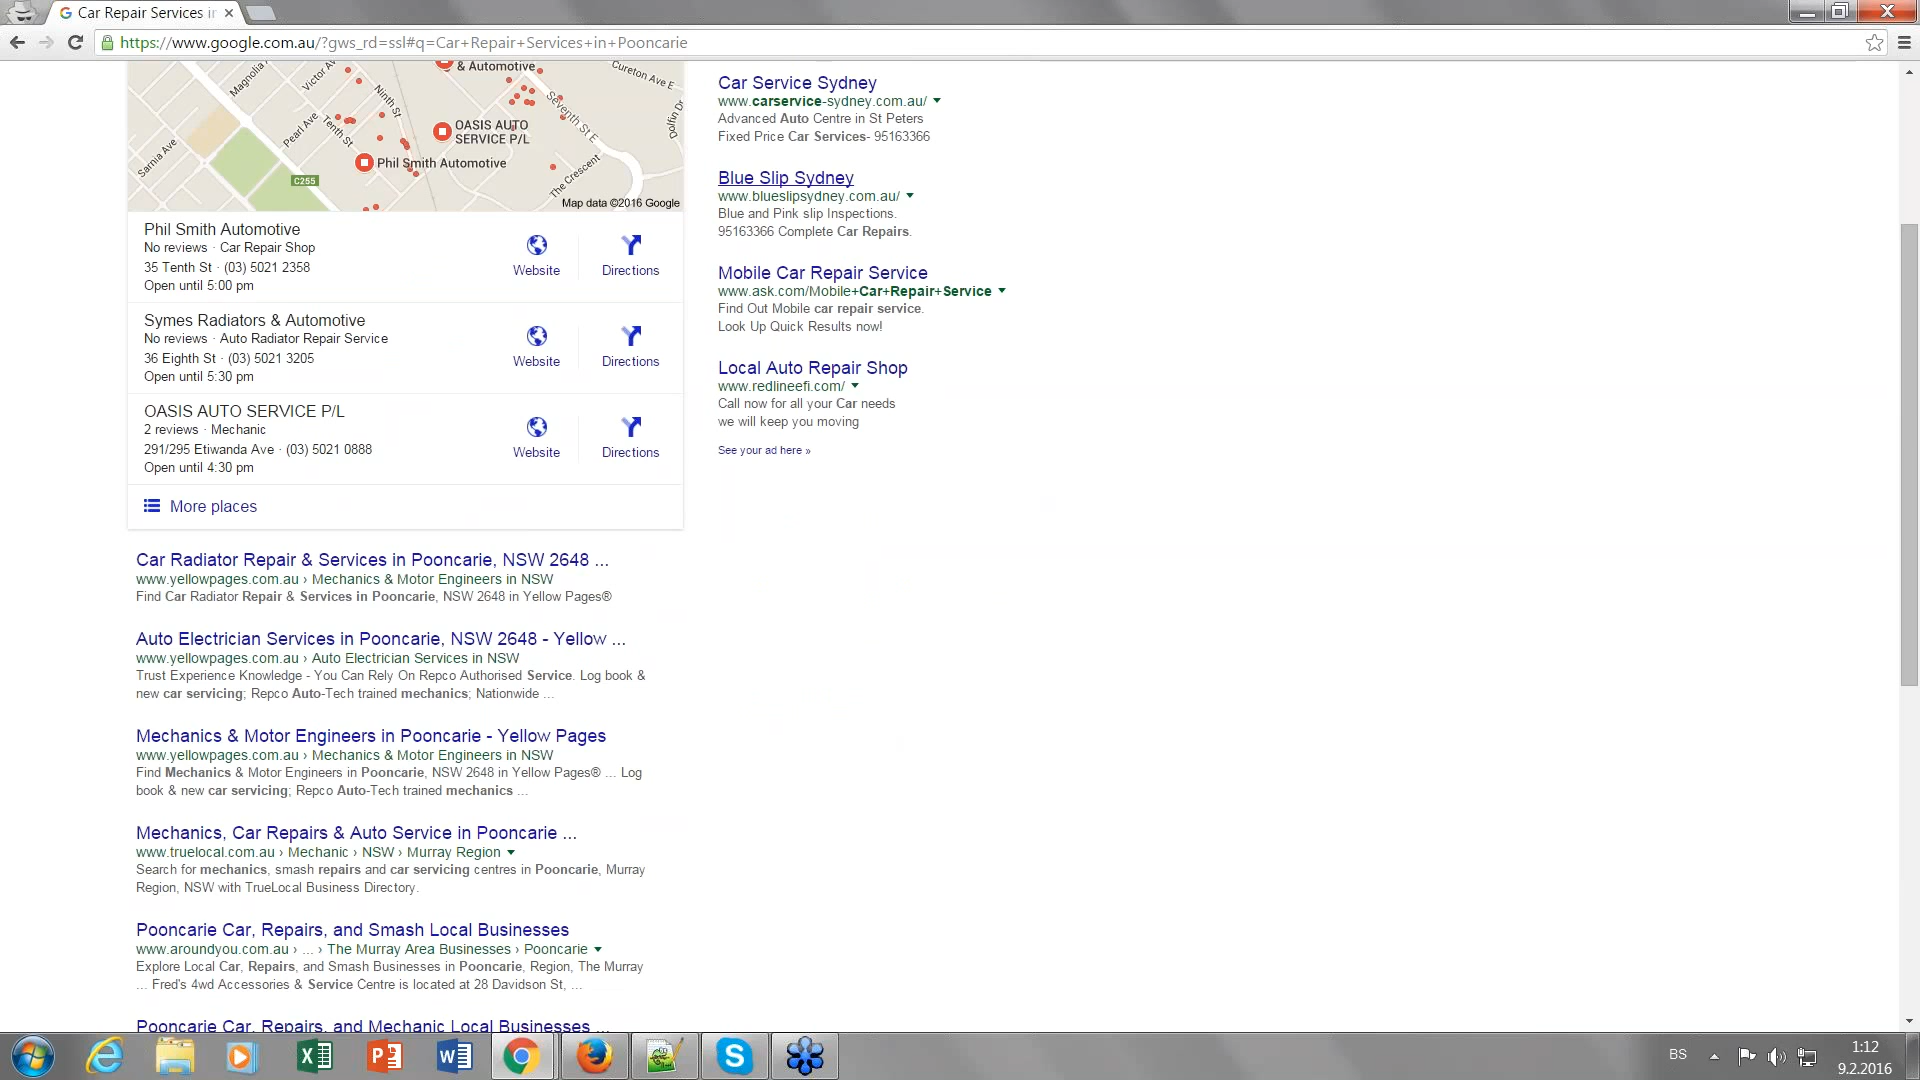 Car Repair Services in
https://www.google.com.au/?gws_rd=ssl#q=Car+Repair+Services+in+Pooncarie
& Automotive
Cureton Ave E
Magnolia
Victor Av
Ninth St
Seventh St E
Dolfin Dr
Pearl Ave
Tenth St
OASIS AUTO
SERVICE P/L
Sarnia Ave
Phil Smith Automotive
The Crescent
C255
Map data ©2016 Google
Phil Smith Automotive
No reviews · Car Repair Shop
35 Tenth St · (03) 5021 2358
Open until 5:00 pm
Website
Directions
Symes Radiators & Automotive
No reviews · Auto Radiator Repair Service
36 Eighth St · (03) 5021 3205
Open until 5:30 pm
Website
Directions
OASIS AUTO SERVICE P/L
2 reviews · Mechanic
291/295 Etiwanda Ave · (03) 5021 0888
Open until 4:30 pm
Website
Directions
More places
Car Radiator Repair & Services in Pooncarie, NSW 2648 ...
www.yellowpages.com.au › Mechanics & Motor Engineers in NSW
Find Car Radiator Repair & Services in Pooncarie, NSW 2648 in Yellow Pages®
Auto Electrician Services in Pooncarie, NSW 2648 - Yellow ...
www.yellowpages.com.au › Auto Electrician Services in NSW
Trust Experience Knowledge - You Can Rely On Repco Authorised Service. Log book &
new car servicing; Repco Auto-Tech trained mechanics; Nationwide ...
Mechanics & Motor Engineers in Pooncarie - Yellow Pages
www.yellowpages.com.au › Mechanics & Motor Engineers in NSW
Find Mechanics & Motor Engineers in Pooncarie, NSW 2648 in Yellow Pages® ... Log
book & new car servicing; Repco Auto-Tech trained mechanics ...
Mechanics, Car Repairs & Auto Service in Pooncarie ...
www.truelocal.com.au › Mechanic › NSW › Murray Region
Search for mechanics, smash repairs and car servicing centres in Pooncarie, Murray
Region, NSW with TrueLocal Business Directory.
Pooncarie Car, Repairs, and Smash Local Businesses
www.aroundyou.com.au › ... › The Murray Area Businesses › Pooncarie
Explore Local Car, Repairs, and Smash Businesses in Pooncarie, Region, The Murray
... Fred's 4wd Accessories & Service Centre is located at 28 Davidson St, ...
Pooncarie Car, Repairs, and Mechanic Local Businesses ...
Car Service Sydney
www.carservice-sydney.com.au/
Advanced Auto Centre in St Peters
Fixed Price Car Services- 95163366
Blue Slip Sydney
www.blueslipsydney.com.au/
Blue and Pink slip Inspections.
95163366 Complete Car Repairs.
Mobile Car Repair Service
www.ask.com/Mobile+Car+Repair+Service
Find Out Mobile car repair service.
Look Up Quick Results now!
Local Auto Repair Shop
www.redlineefi.com/
Call now for all your Car needs
we will keep you moving
See your ad here »
BS
1:12
9.2.2016